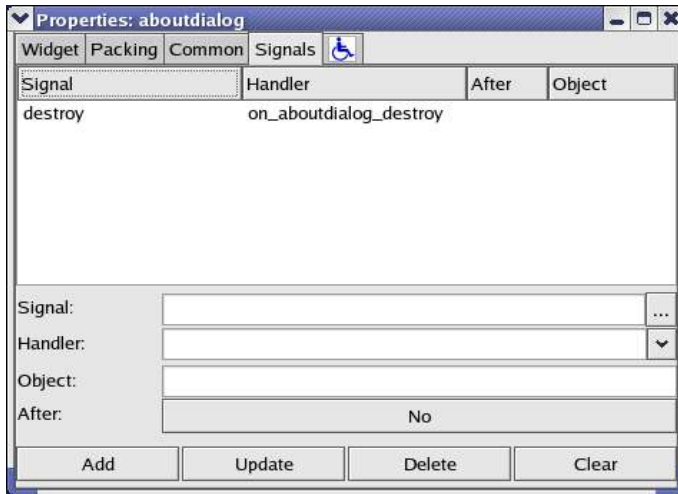 Properties: aboutdialog
Widget Packing Common Signals
Signal Handler After Object
destroy on_aboutdialog_destroy
Signal: ...
Handler:
Object:
After: No
Add Update Delete Clear